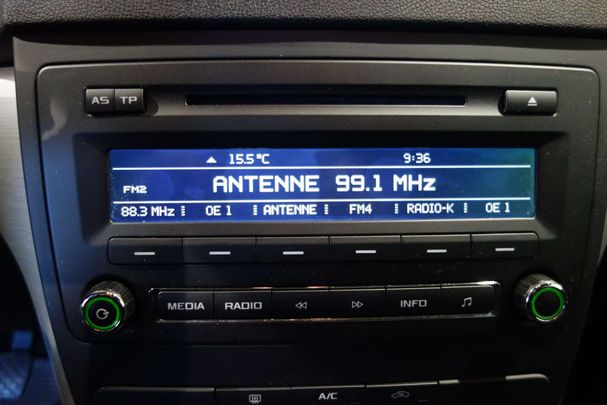 AS TP
15.5°C 9:36
FM2 ANTENNE 99.1 MHz
88.3 MHz OE 1 ANTENNE FM4 RADIO-K OE 1
MEDIA RADIO INFO
A/C